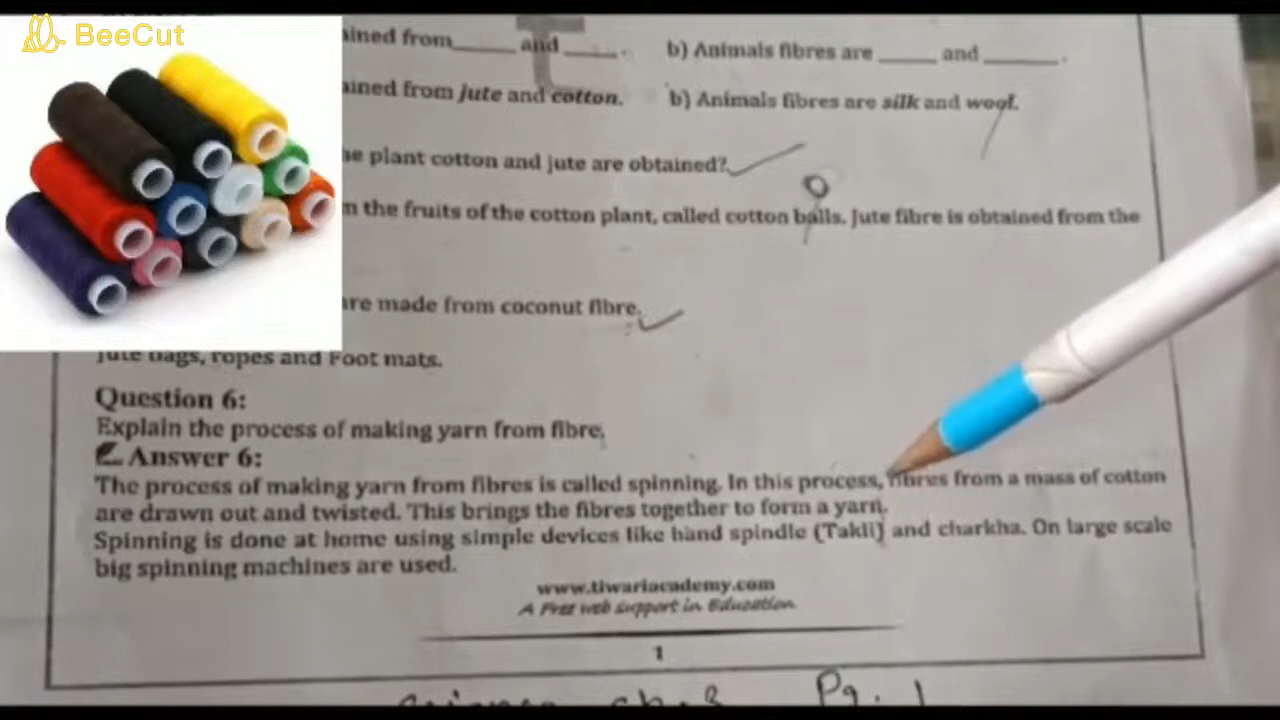 BeeCut
ained from_____ and _____. b) Animals fibres are _____ and _____.
ained from jute and cotton. b) Animals fibres are silk and wool.
he plant cotton and jute are obtained?
m the fruits of the cotton plant, called cotton balls. Jute fibre is obtained from the
are made from coconut fibre.
Jute bags, ropes and Foot mats.
Question 6:
Explain the process of making yarn from fibre.
Answer 6:
The process of making yarn from fibres is called spinning. In this process, fibres from a mass of cotton
are drawn out and twisted. This brings the fibres together to form a yarn.
Spinning is done at home using simple devices like hand spindle (Takli) and charkha. On large scale
big spinning machines are used.
www.tiwariacademy.com
A Free web support in Education
1
Pg. 1